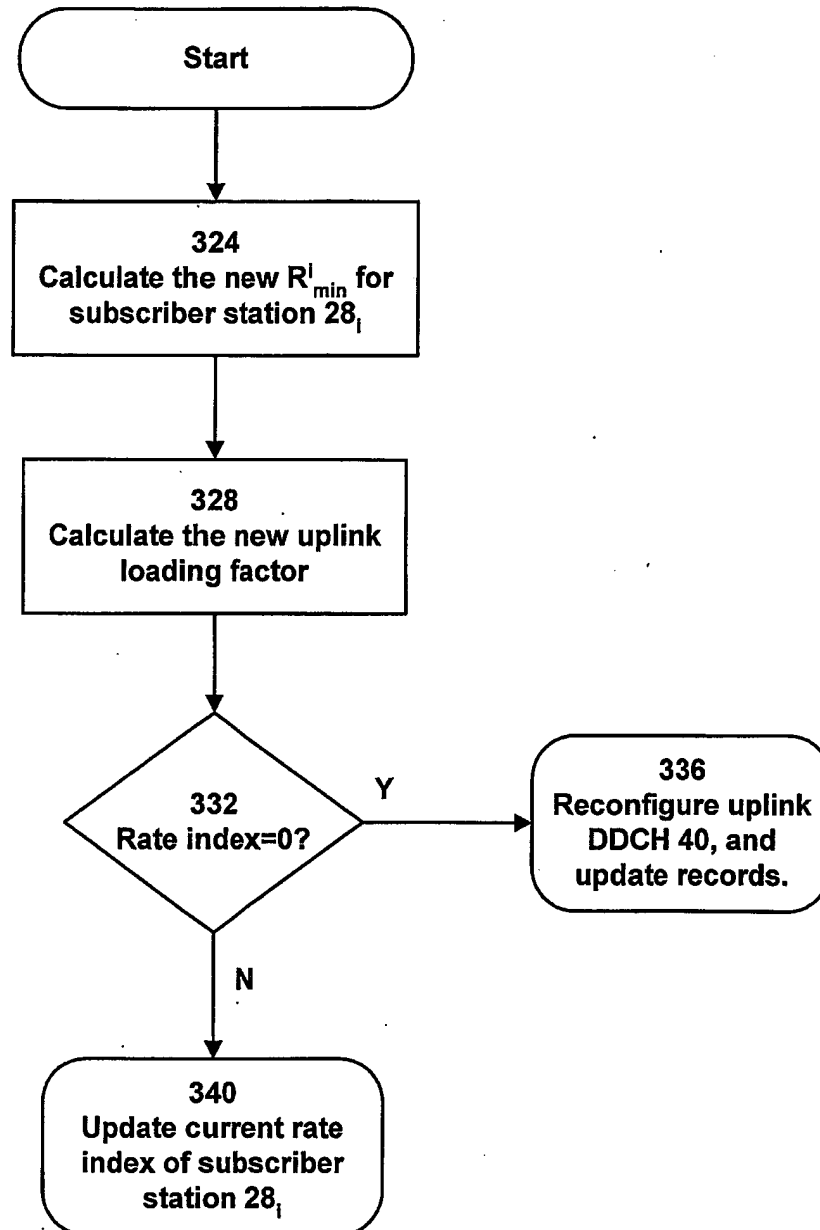 Start
324
Calculate the new R^i_min for
subscriber station 28_i
328
Calculate the new uplink
loading factor
332
Rate index=0?
Y
336
Reconfigure uplink
DDCH 40, and
update records.
N
340
Update current rate
index of subscriber
station 28_i